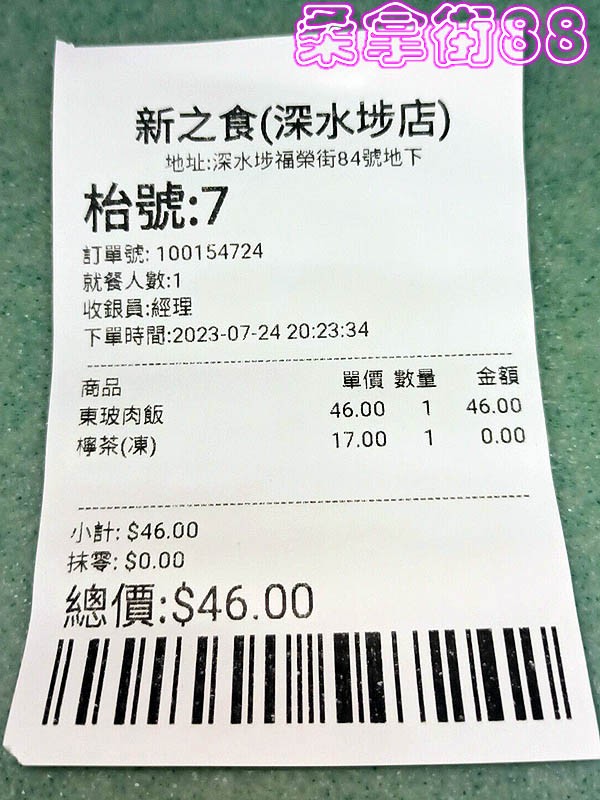 柔拿街88
新之食(深水埗店)
地址:深水埗福榮街84號地下
枱號:7
訂單號: 100154724
就餐人數:1
收銀員:經理
下單時間:2023-07-24 20:23:34
商品 單價 數量 金額
東玻肉飯 46.00 1 46.00
檸茶(凍) 17.00 1 0.00
小計: $46.00
抹零: $0.00
總價:$46.00